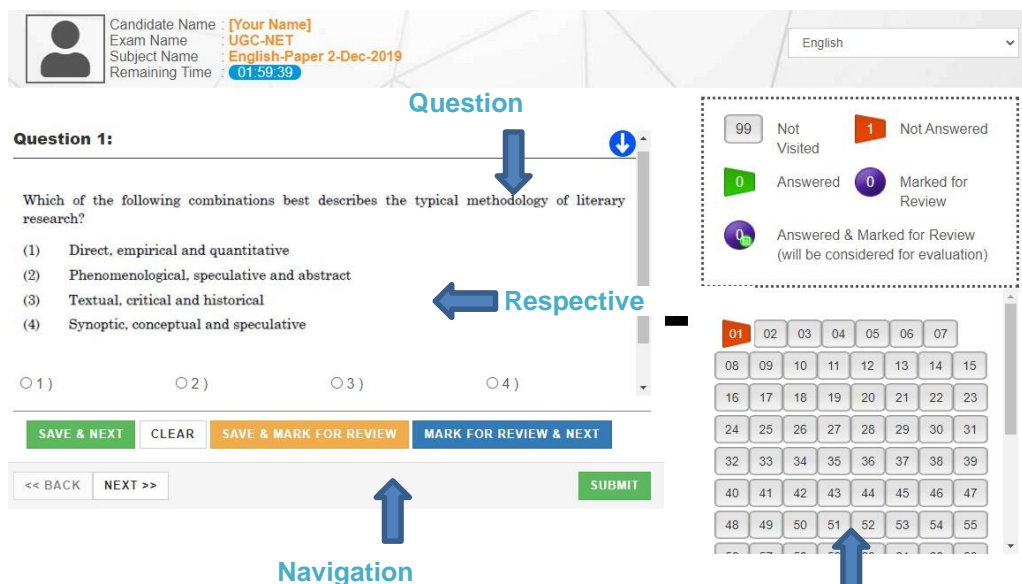 Candidate Name : [Your Name]
Exam Name : UGC-NET
Subject Name : English-Paper 2-Dec-2019
Remaining Time : 01:59:39
English
Question
Question 1:
Which of the following combinations best describes the typical methodology of literary
research?
(1) Direct, empirical and quantitative
(2) Phenomenological, speculative and abstract
(3) Textual, critical and historical
(4) Synoptic, conceptual and speculative
Respective
1 ) 2 ) 3 ) 4 )
SAVE & NEXT CLEAR SAVE & MARK FOR REVIEW MARK FOR REVIEW & NEXT
<< BACK NEXT >> SUBMIT
Navigation
99 Not
Visited
1 Not Answered
0 Answered
0 Marked for
Review
0 Answered & Marked for Review
(will be considered for evaluation)
01 02 03 04 05 06 07
08 09 10 11 12 13 14 15
16 17 18 19 20 21 22 23
24 25 26 27 28 29 30 31
32 33 34 35 36 37 38 39
40 41 42 43 44 45 46 47
48 49 50 51 52 53 54 55